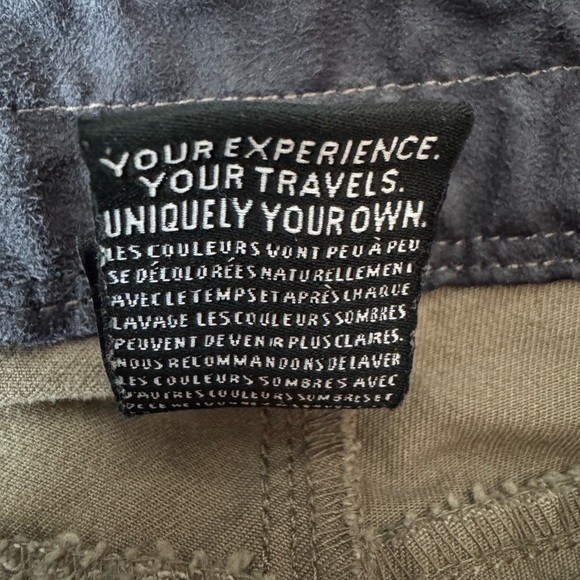 YOUR EXPERIENCE.
YOUR TRAVELS.
UNIQUELY YOUR OWN.
LES COULEURS VONT PEU À PEU
SE DÉCOLORÉES NATURELLEMENT
AVEC LE TEMPS ET APRÈS CHAQUE
LAVAGE LES COULEURS SOMBRES
PEUVENT DEVENIR PLUS CLAIRES.
NOUS RECOMMANDONS DE LAVER
LES COULEURS SOMBRES AVEC
D'AUTRES COULEURS SOMBRES ET